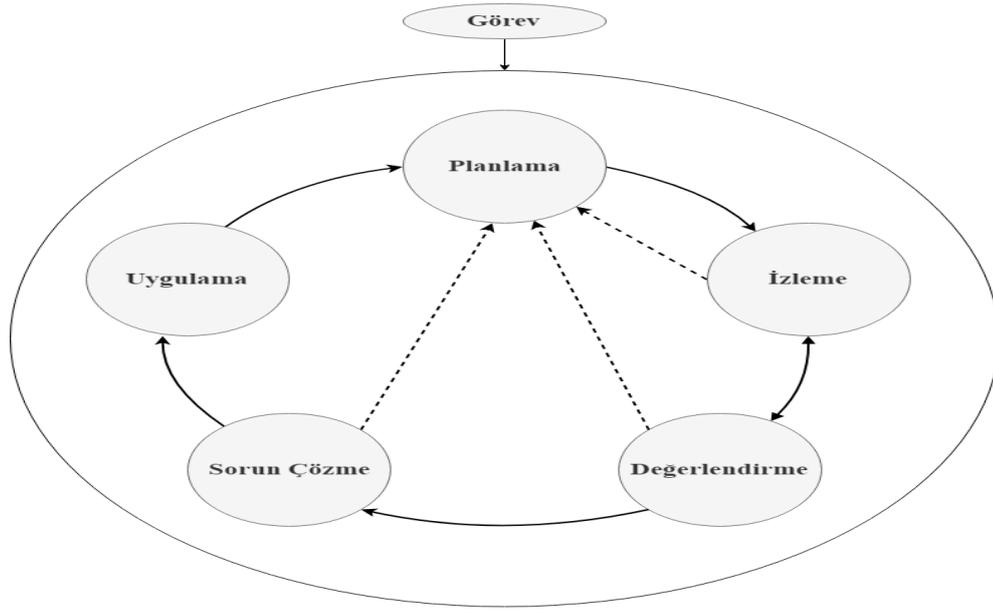 Görev
Planlama
Uygulama
İzleme
Sorun Çözme
Değerlendirme